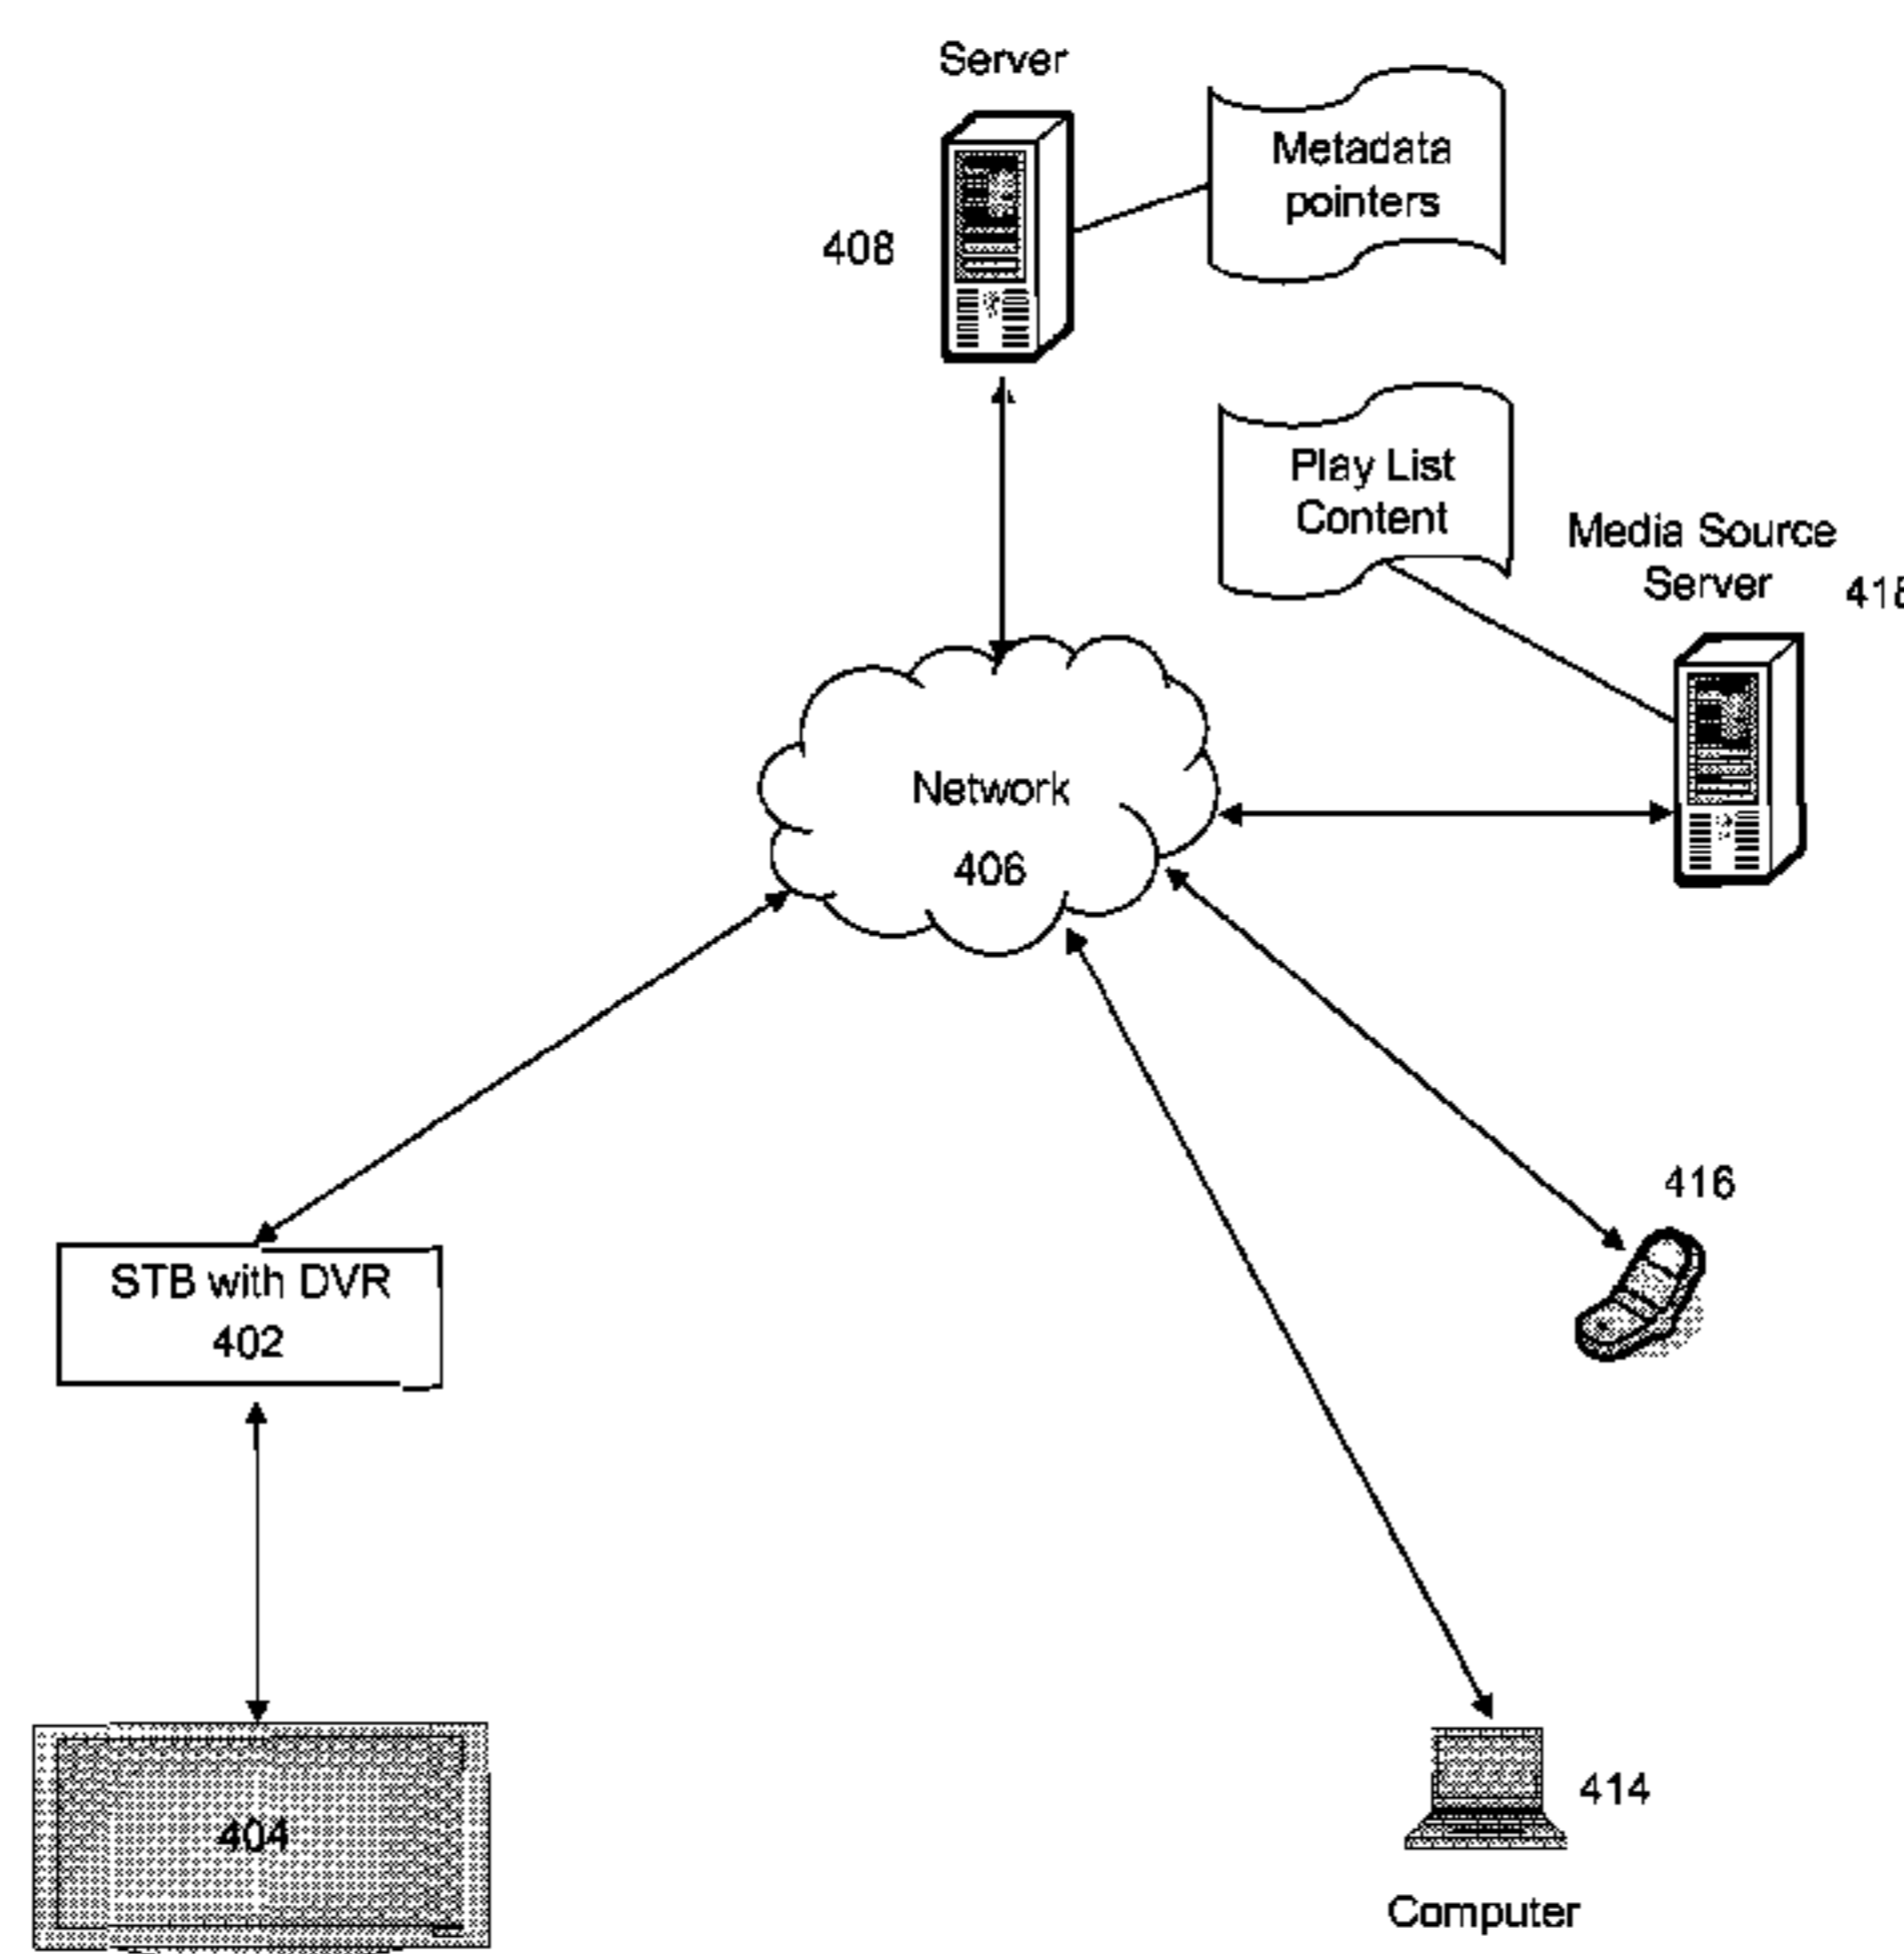 Server
Metadata
pointers
408
Play List
Content
Media Source
Server
418
Network
406
416
STB with DVR
402
414
404
Computer